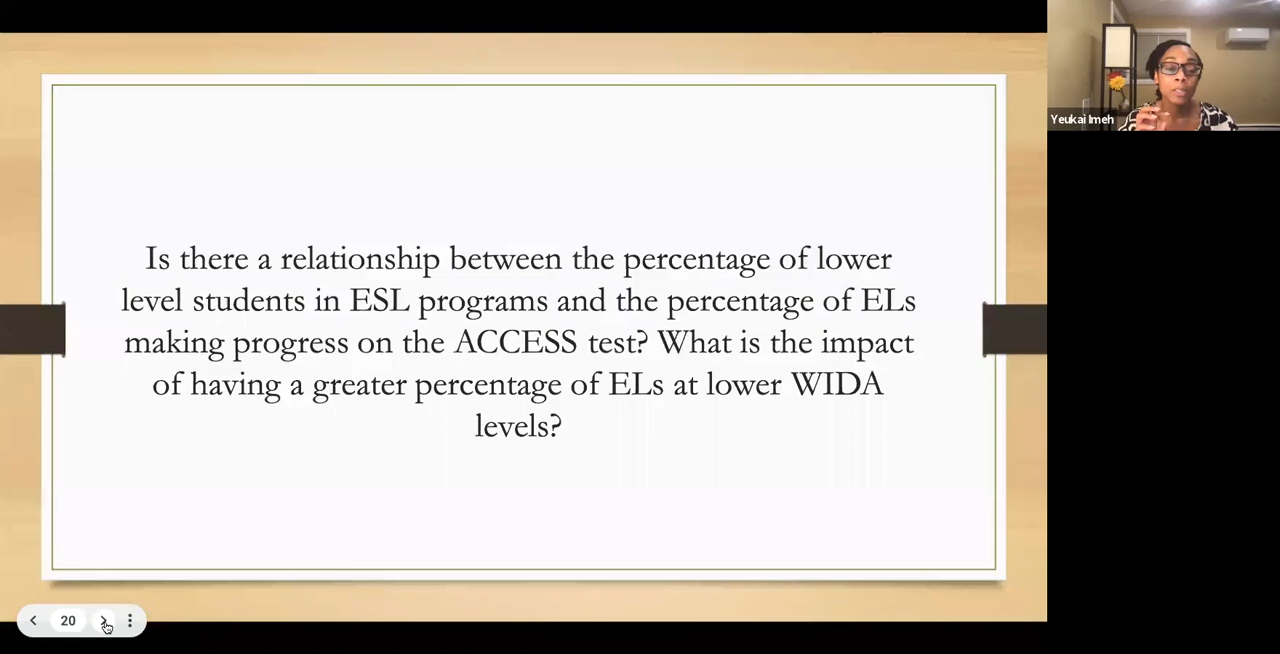 Is there a relationship between the percentage of lower
level students in ESL programs and the percentage of ELs
making progress on the ACCESS test? What is the impact
of having a greater percentage of ELs at lower WIDA
levels?
Yeukai Imeh
20